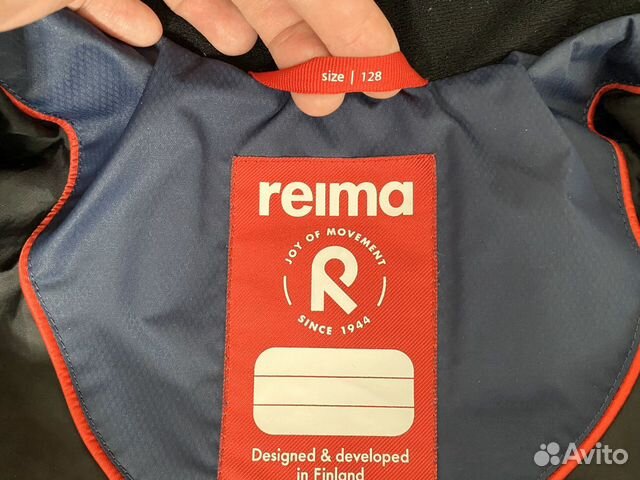 size | 128
reima
JOY OF MOVEMENT
R
SINCE 1944
Designed & developed
in Finland
Avito